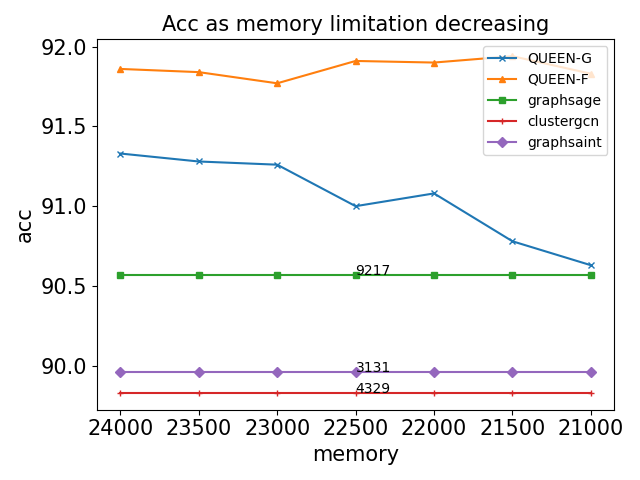 Acc as memory limitation decreasing
QUEEN-G
QUEEN-F
graphsage
clustergcn
graphsaint
92.0
91.5
91.0
90.5
90.0
acc
9217
3131
4329
24000 23500 23000 22500 22000 21500 21000
memory